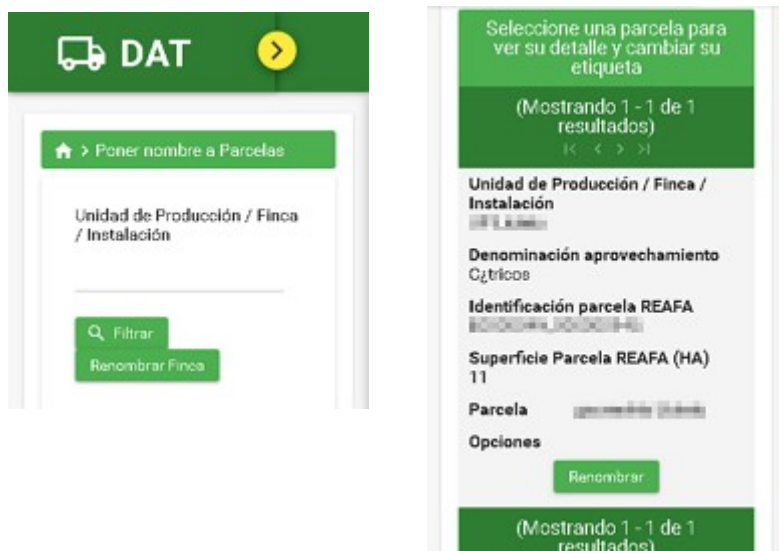 DAT
> Poner nombre a Parcelas
Unidad de Producción / Finca
/ Instalación
Filtrar
Renombrar Finca
Seleccione una parcela para
ver su detalle y cambiar su
etiqueta
(Mostrando 1 - 1 de 1
resultados)
Unidad de Producción / Finca /
Instalación
Denominación aprovechamiento
C¿tricos
Identificación parcela REAFA
Superficie Parcela REAFA (HA)
11
Parcela
Opciones
Renombrar
(Mostrando 1 - 1 de 1
resultados)